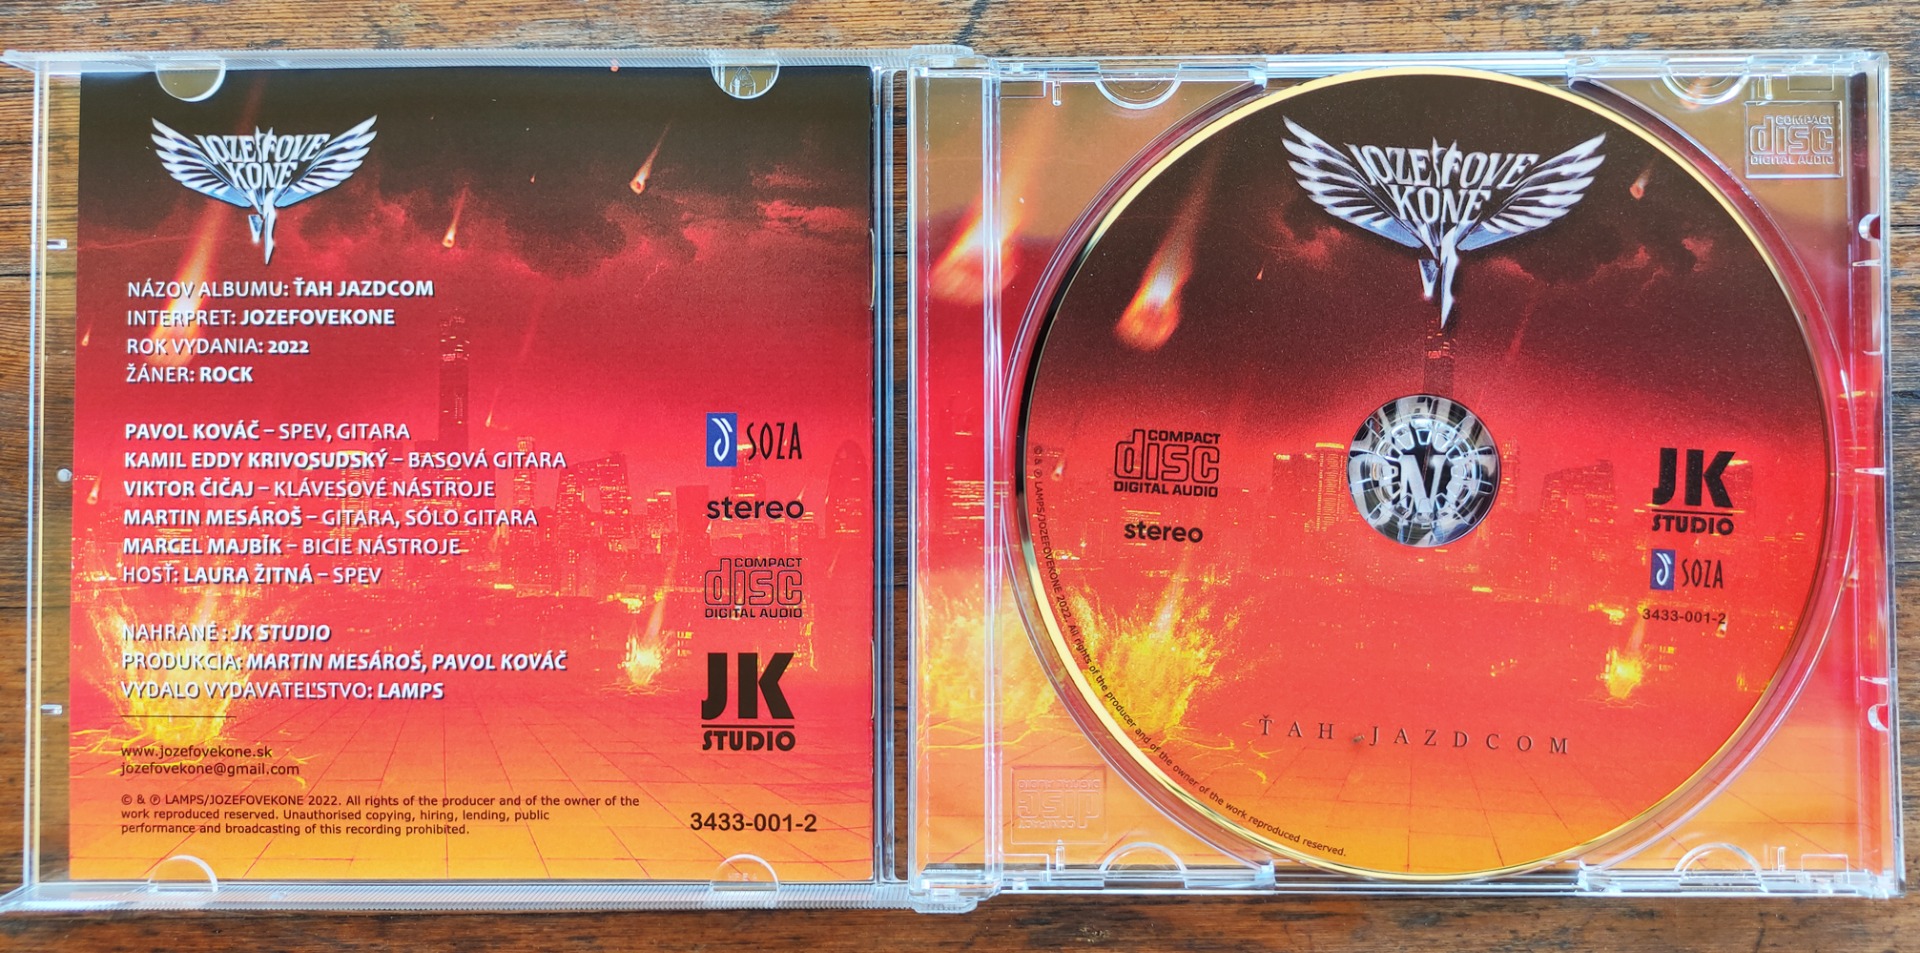 JOZEFOVE
KONE
NÁZOV ALBUMU: ŤAH JAZDCOM
INTERPRET: JOZEFOVEKONE
ROK VYDANIA: 2022
ŽÁNER: ROCK
PAVOL KOVÁČ – SPEV, GITARA
KAMIL EDDY KRIVOSUDSKÝ – BASOVÁ GITARA
VIKTOR ČIČAJ – KLÁVESOVÉ NÁSTROJE
MARTIN MESÁROŠ – GITARA, SÓLO GITARA
MARCEL MAJBÍK – BICIE NÁSTROJE
HOSŤ: LAURA ŽITNÁ – SPEV
NAHRANÉ : JK STUDIO
PRODUKCIA: MARTIN MESÁROŠ, PAVOL KOVÁČ
VYDALO VYDAVATEĽSTVO: LAMPS
www.jozefovekone.sk
jozefovekone@gmail.com
© & ℗ LAMPS/JOZEFOVEKONE 2022. All rights of the producer and of the owner of the
work reproduced reserved. Unauthorised copying, hiring, lending, public
performance and broadcasting of this recording prohibited.
SOZA
stereo
COMPACT
disc
DIGITAL AUDIO
JK
STUDIO
3433-001-2
JOZEFOVE
KONE
COMPACT
disc
DIGITAL AUDIO
stereo
JK
STUDIO
SOZA
3433-001-2
ŤAH JAZDCOM
© & ℗ LAMPS/JOZEFOVEKONE 2022. All rights of the producer and of the owner of the work reproduced reserved.
COMPACT
disc
DIGITAL AUDIO
COMPACT
disc
DIGITAL AUDIO